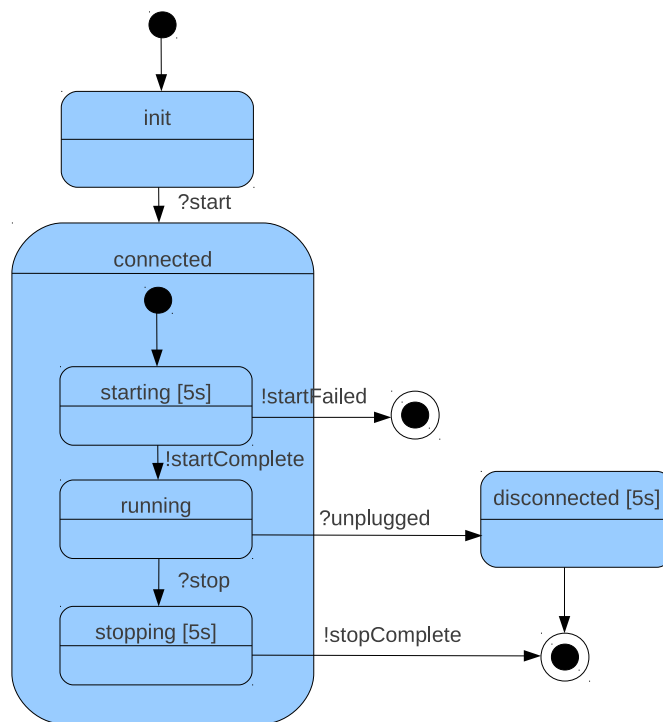 init
?start
connected
starting [5s]
!startFailed
!startComplete
running
?unplugged
disconnected [5s]
?stop
stopping [5s]
!stopComplete